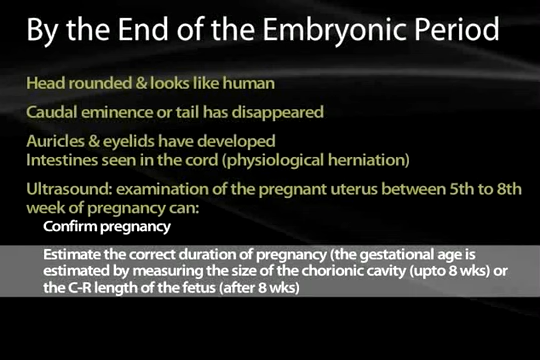 By the End of the Embryonic Period
Head rounded & looks like human
Caudal eminence or tail has disappeared
Auricles & eyelids have developed
Intestines seen in the cord (physiological herniation)
Ultrasound: examination of the pregnant uterus between 5th to 8th
week of pregnancy can:
Confirm pregnancy
Estimate the correct duration of pregnancy (the gestational age is
estimated by measuring the size of the chorionic cavity (upto 8 wks) or
the C-R length of the fetus (after 8 wks)